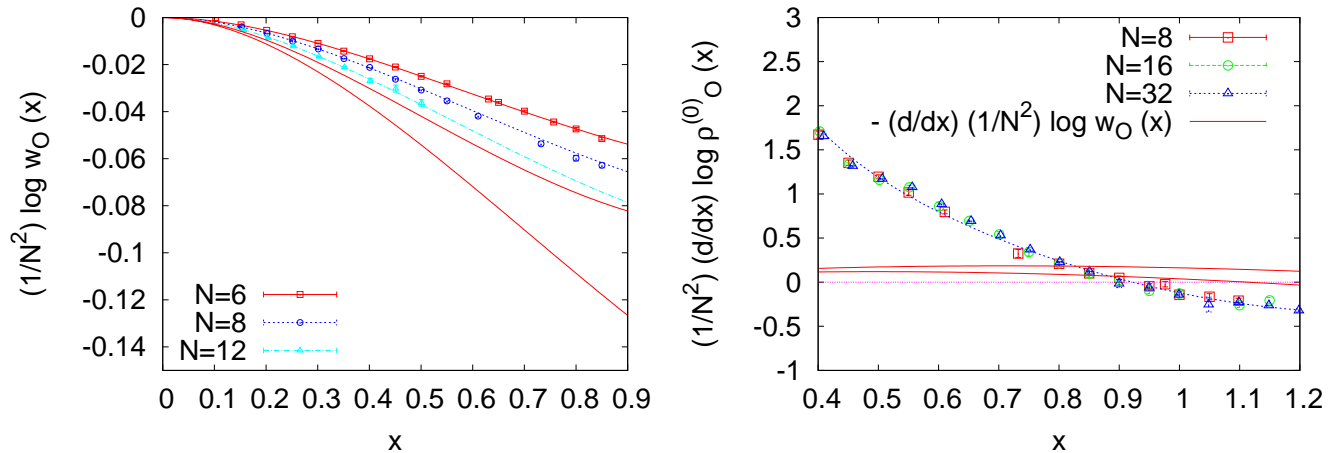 (1/N²) log w_O (x)
0
-0.02
-0.04
-0.06
-0.08
-0.1
-0.12
-0.14
N=6
N=8
N=12
0 0.1 0.2 0.3 0.4 0.5 0.6 0.7 0.8 0.9
x
(1/N²) (d/dx) log ρ^(0)_O (x)
3
2.5
2
1.5
1
0.5
0
-0.5
-1
N=8
N=16
N=32
- (d/dx) (1/N²) log w_O (x)
0.4 0.5 0.6 0.7 0.8 0.9 1 1.1 1.2
x